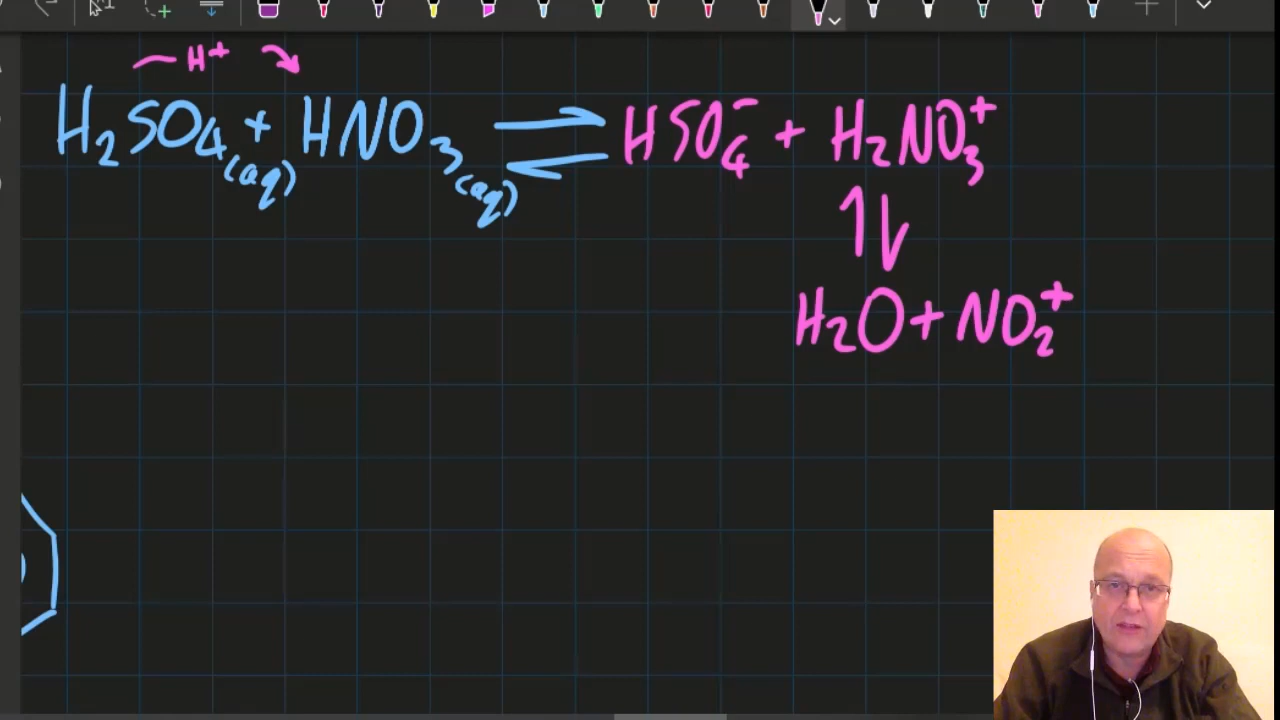 H+
H₂SO₄(aq) + HNO₃(aq) ⇌ HSO₄⁻ + H₂NO₃⁺
H₂O + NO₂⁺